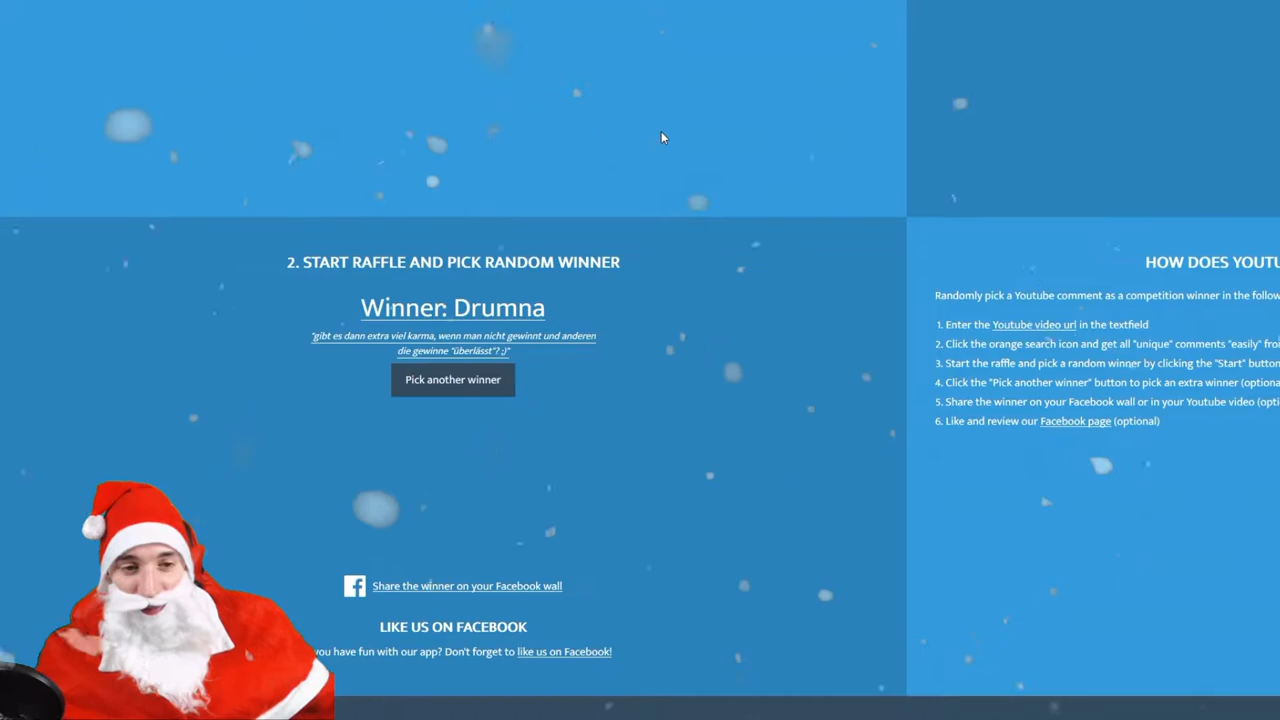 2. START RAFFLE AND PICK RANDOM WINNER
Winner: Drumna
"gibt es dann extra viel karma, wenn man nicht gewinnt und anderen
die gewinne "überlässt"? ;)"
Pick another winner
Share the winner on your Facebook wall
LIKE US ON FACEBOOK
you have fun with our app? Don't forget to like us on Facebook!
HOW DOES YOUTU
Randomly pick a Youtube comment as a competition winner in the follow
1. Enter the Youtube video url in the textfield
2. Click the orange search icon and get all "unique" comments "easily" fro
3. Start the raffle and pick a random winner by clicking the "Start" button
4. Click the "Pick another winner" button to pick an extra winner (optiona
5. Share the winner on your Facebook wall or in your Youtube video (opti
6. Like and review our Facebook page (optional)